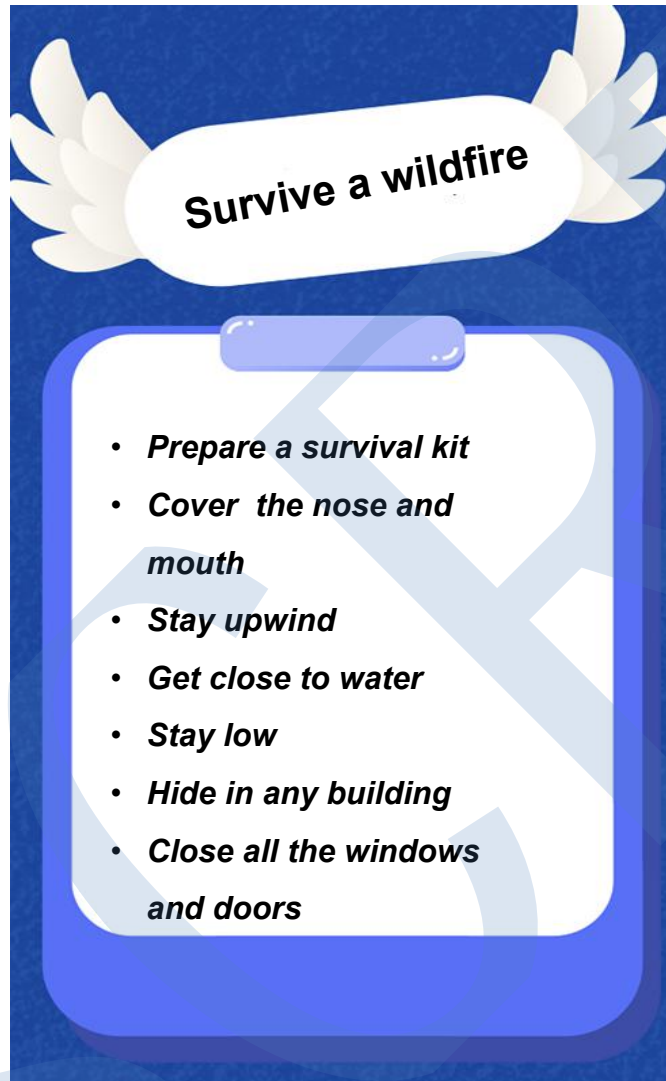 Survive a wildfire
• Prepare a survival kit
• Cover the nose and
mouth
• Stay upwind
• Get close to water
• Stay low
• Hide in any building
• Close all the windows
and doors